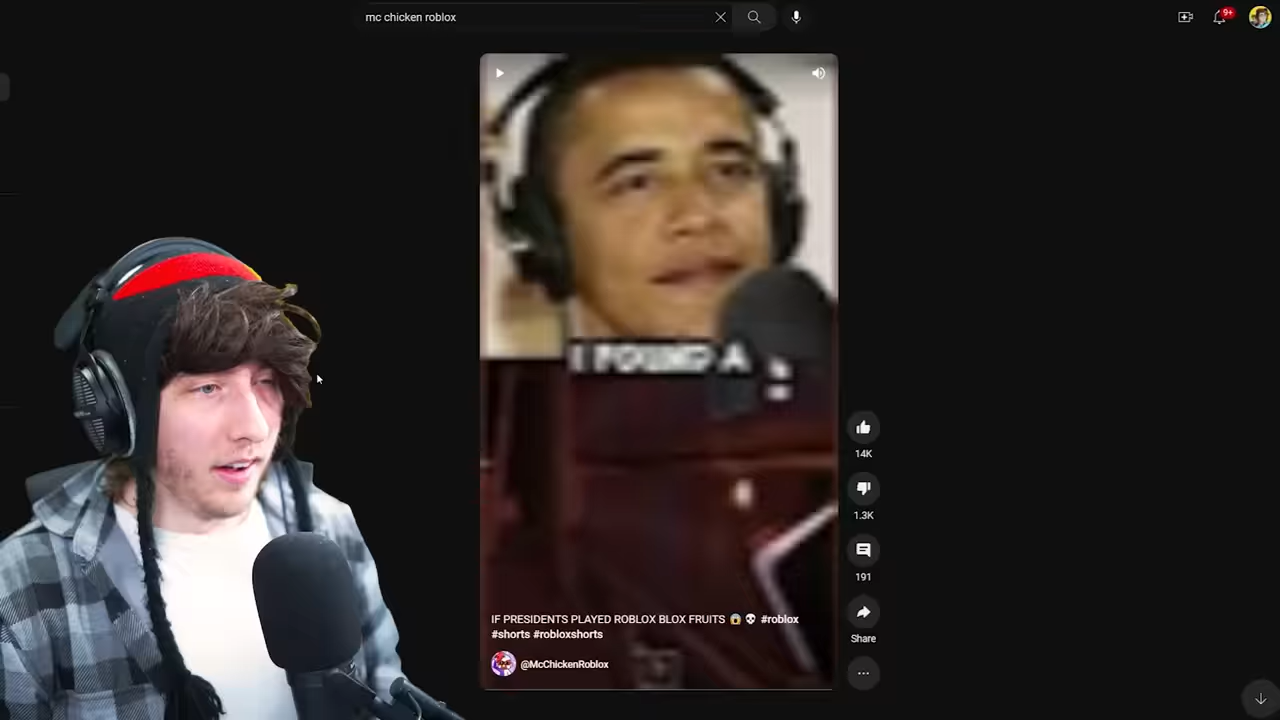 mc chicken roblox
9+
I FOUND A
14K
1.3K
191
IF PRESIDENTS PLAYED ROBLOX BLOX FRUITS 😱 💀 #roblox
#shorts #robloxshorts
Share
@McChickenRoblox